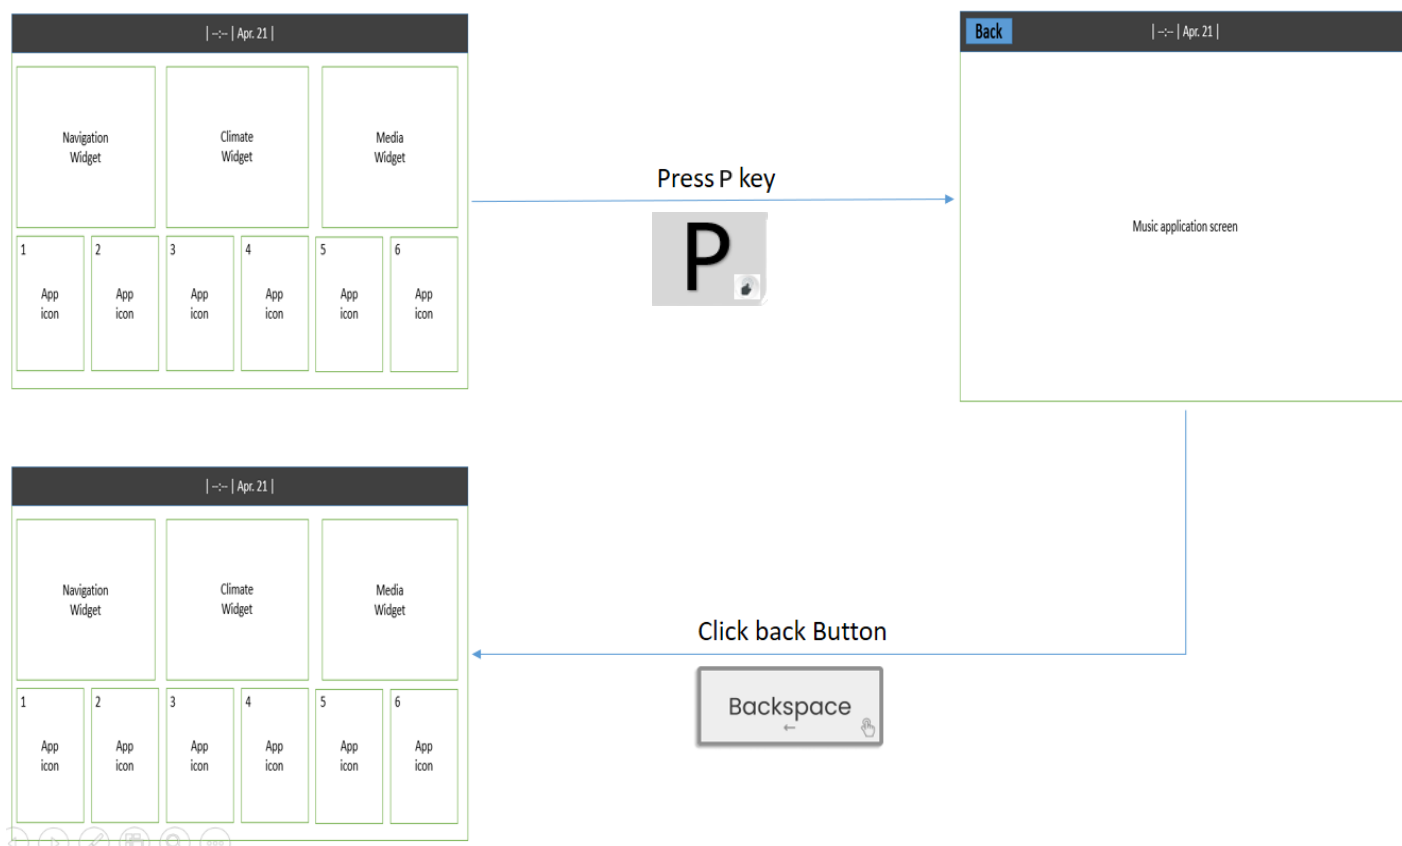 | --:-- | Apr. 21 |
Navigation
Widget
Climate
Widget
Media
Widget
1
App
icon
2
App
icon
3
App
icon
4
App
icon
5
App
icon
6
App
icon
Press P key
P
Back
| --:-- | Apr. 21 |
Music application screen
| --:-- | Apr. 21 |
Navigation
Widget
Climate
Widget
Media
Widget
1
App
icon
2
App
icon
3
App
icon
4
App
icon
5
App
icon
6
App
icon
Click back Button
Backspace
←